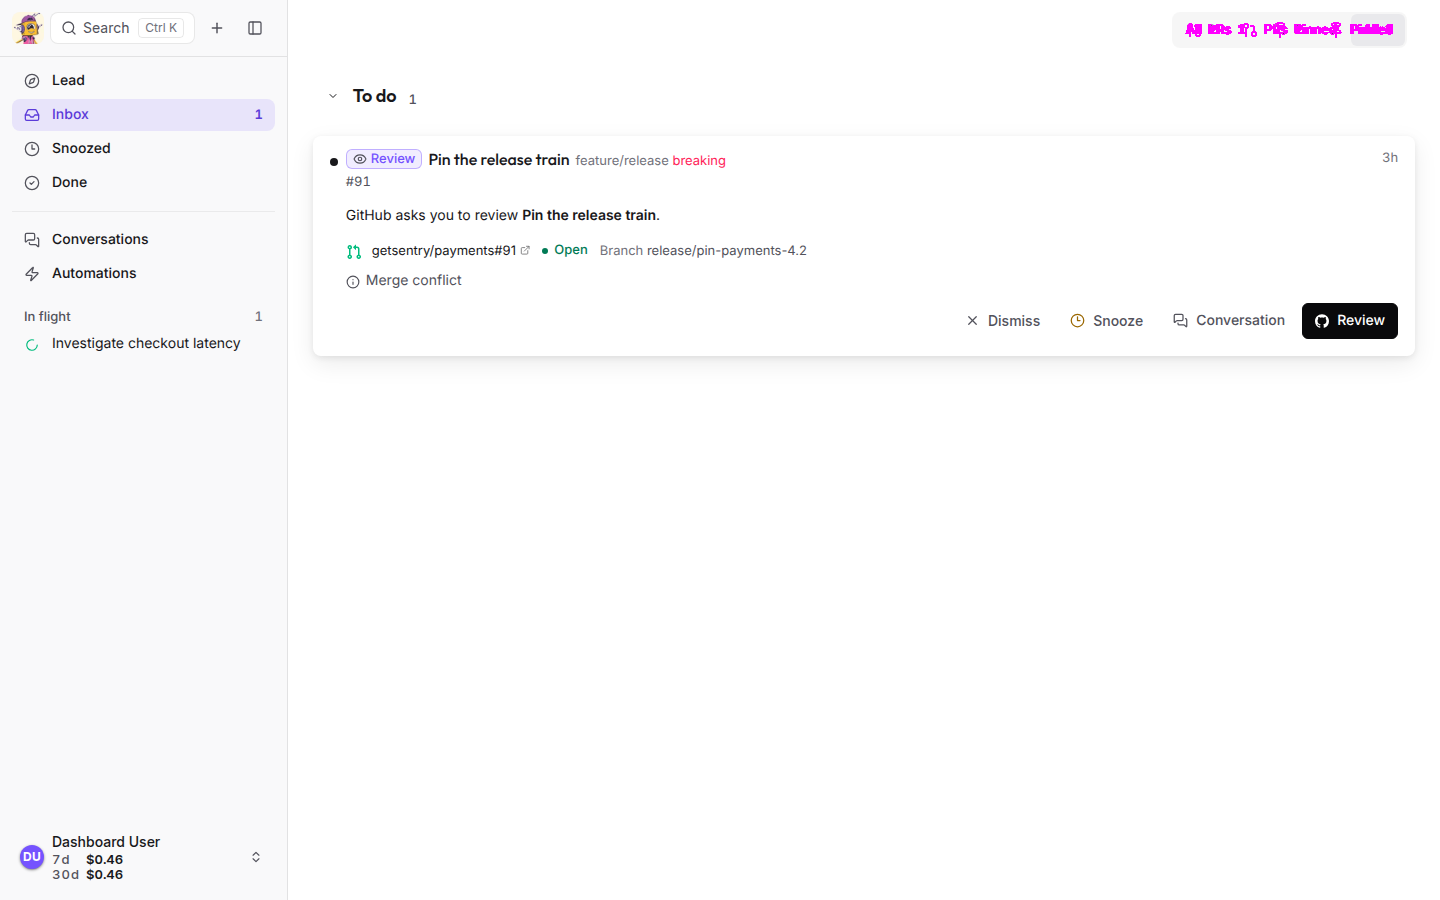 Search Ctrl K
Lead
Inbox 1
Snoozed
Done
Conversations
Automations
In flight 1
Investigate checkout latency
Dashboard User
DU
7d $0.46
30d $0.46
To do 1
Review Pin the release train feature/release breaking 3h
#91
GitHub asks you to review Pin the release train.
getsentry/payments#91 Open Branch release/pin-payments-4.2
Merge conflict
Dismiss Snooze Conversation Review